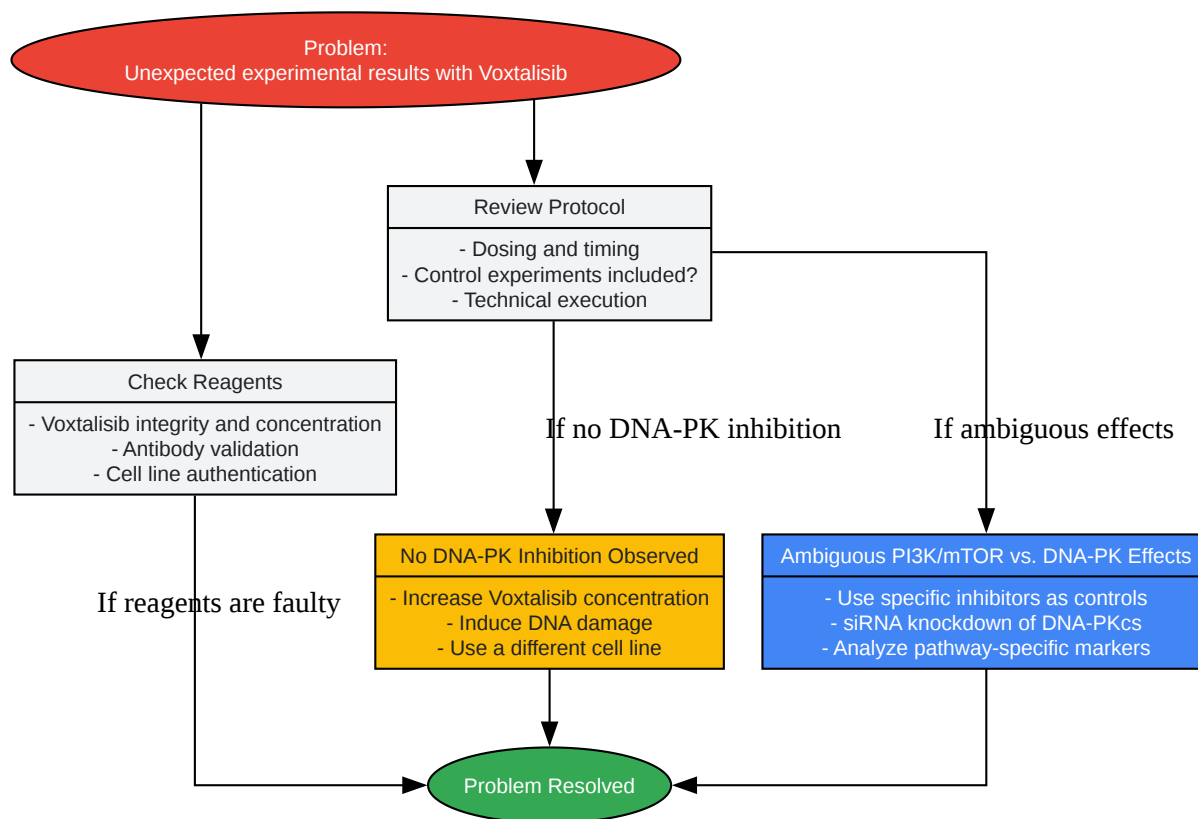 Problem:
Unexpected experimental results with Voxtalisib
Review Protocol
- Dosing and timing
- Control experiments included?
- Technical execution
Check Reagents
- Voxtalisib integrity and concentration
- Antibody validation
- Cell line authentication
If no DNA-PK inhibition
If ambiguous effects
No DNA-PK Inhibition Observed
- Increase Voxtalisib concentration
- Induce DNA damage
- Use a different cell line
Ambiguous PI3K/mTOR vs. DNA-PK Effects
- Use specific inhibitors as controls
- siRNA knockdown of DNA-PKcs
- Analyze pathway-specific markers
If reagents are faulty
Problem Resolved